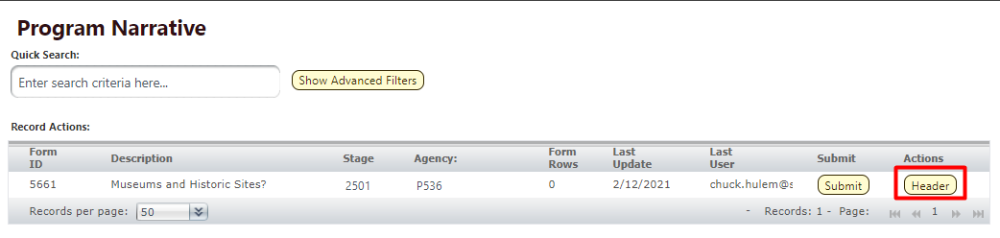 Program Narrative
Quick Search:
Enter search criteria here...
Show Advanced Filters
Record Actions:
Form ID Description Stage Agency: Form Rows Last Update Last User Submit Actions
5661 Museums and Historic Sites? 2501 P536 0 2/12/2021 chuck.hulem@s Submit Header
Records per page: 50 - Records: 1 - Page: 1